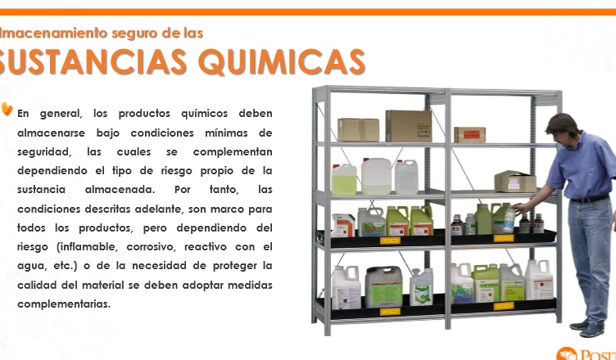 lmacenamiento seguro de las
SUSTANCIAS QUIMICAS
En general, los productos químicos deben
almacenarse bajo condiciones mínimas de
seguridad, las cuales se complementan
dependiendo el tipo de riesgo propio de la
sustancia almacenada. Por tanto, las
condiciones descritas adelante, son marco para
todos los productos, pero dependiendo del
riesgo (inflamable, corrosivo, reactivo con el
agua, etc.) o de la necesidad de proteger la
calidad del material se deben adoptar medidas
complementarias.
POSI